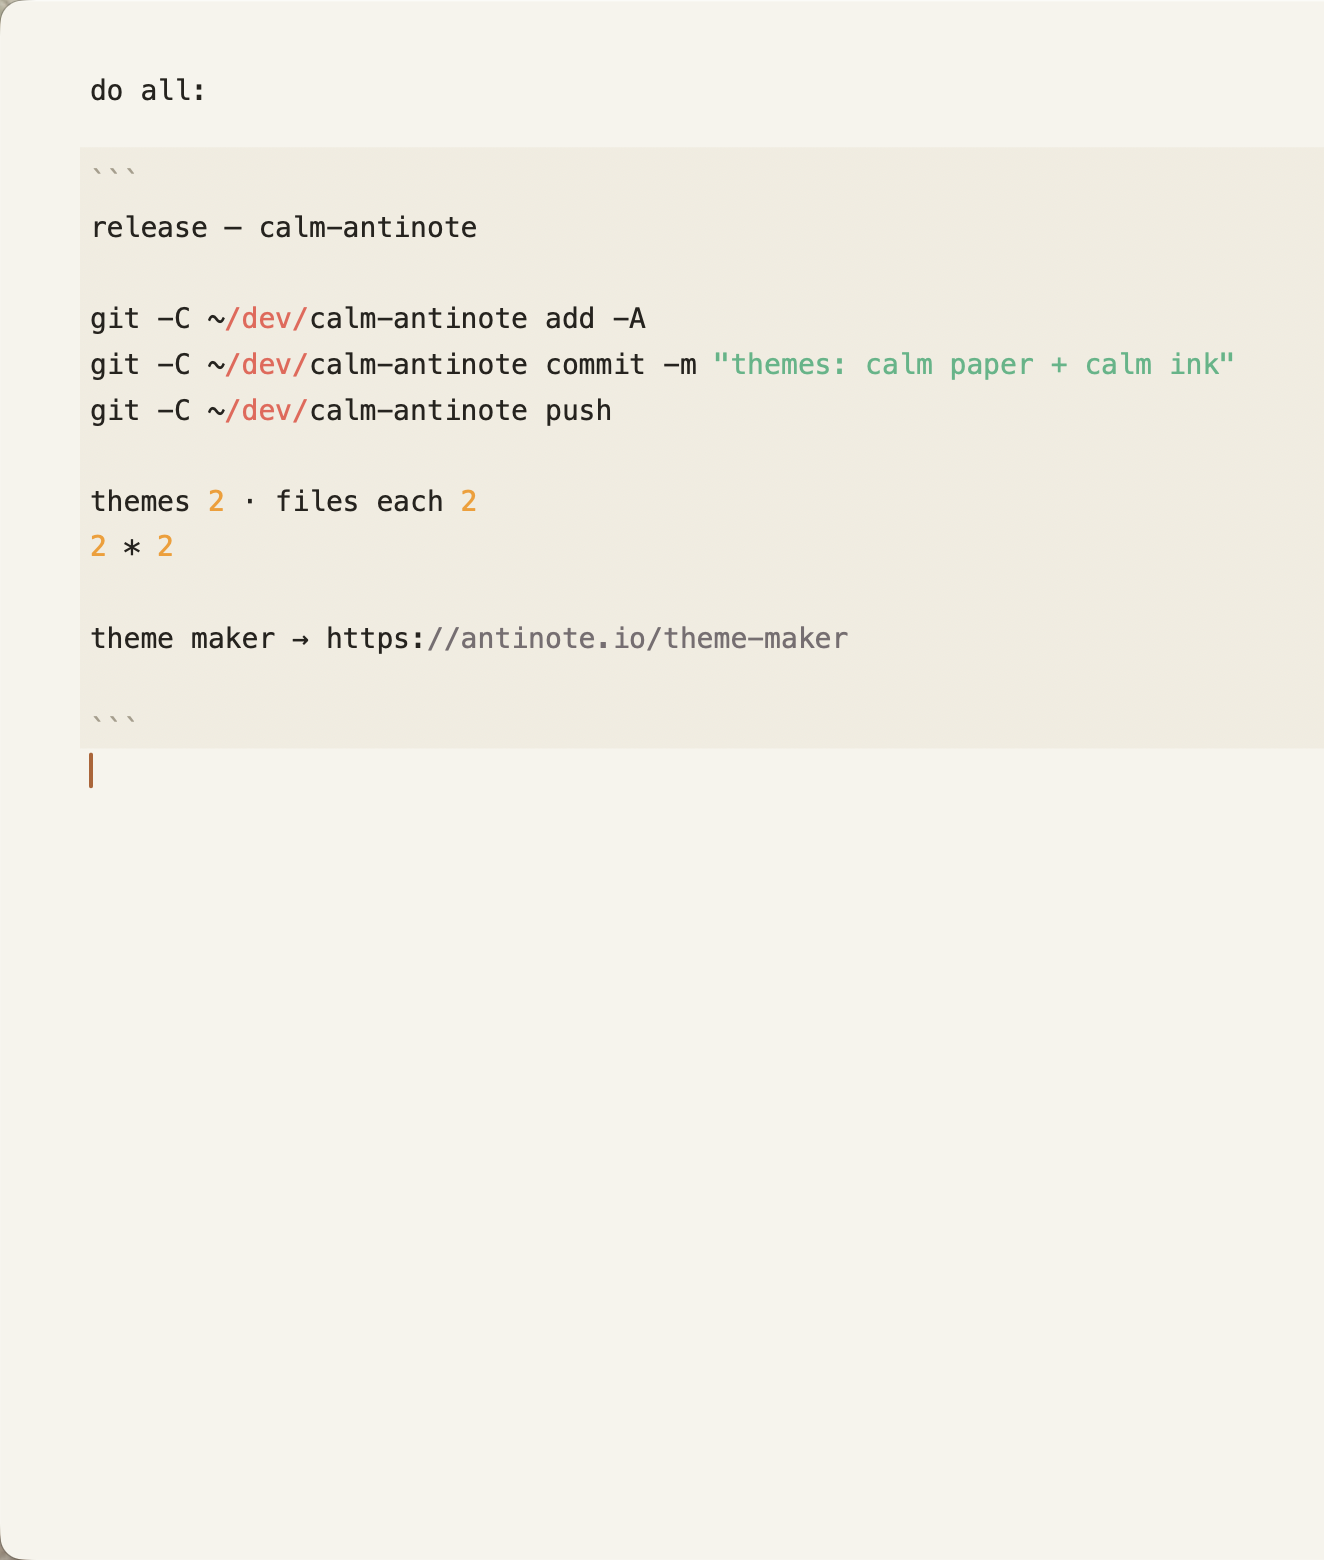 do all:
```
release — calm-antinote
git -C ~/dev/calm-antinote add -A
git -C ~/dev/calm-antinote commit -m "themes: calm paper + calm ink"
git -C ~/dev/calm-antinote push
themes 2 · files each 2
2 * 2
theme maker → https://antinote.io/theme-maker
```